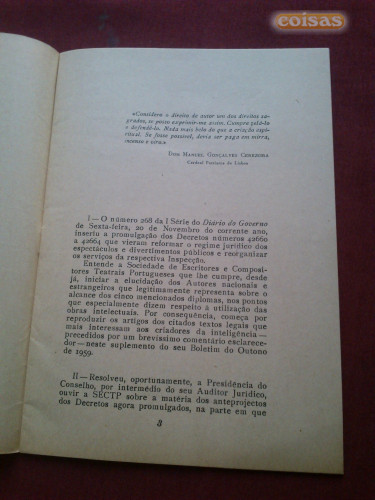 coisas
«Considero o direito de autor um dos direitos sa-
grados, se posso exprimir-me assim. Cumpre zelá-lo
e defendê-lo. Nada mais belo do que a criação espi-
ritual. Se fosse possível, devia ser paga em mirra,
incenso e oiro»
Dom Manuel Gonçalves Cerejeira
Cardeal Patriarca de Lisboa
I — O número 268 da I Série do Diário do Governo
de Sexta-feira, 20 de Novembro do corrente ano,
inseriu a promulgação dos Decretos números 42660
a 42664 que vieram reformar o regime jurídico dos
espectáculos e divertimentos públicos e reorganizar
os serviços da respectiva Inspecção.
Entende a Sociedade de Escritores e Composi-
tores Teatrais Portugueses que lhe cumpre, desde
já, iniciar a elucidação dos Autores nacionais e
estrangeiros que legitimamente representa sobre o
alcance dos cinco mencionados diplomas, nos pontos
que especialmente dizem respeito à utilização das
obras intelectuais. Por consequência, começa por
reproduzir os artigos dos citados textos legais que
mais interessam aos criadores da inteligência —
precedidos por um brevíssimo comentário esclarece-
dor — neste suplemento do seu Boletim do Outono
de 1959.
II — Resolveu, oportunamente, a Presidência do
Conselho, por intermédio do seu Auditor Jurídico,
ouvir a SECTP sobre a matéria dos anteprojectos
dos Decretos agora promulgados, na parte em que
3